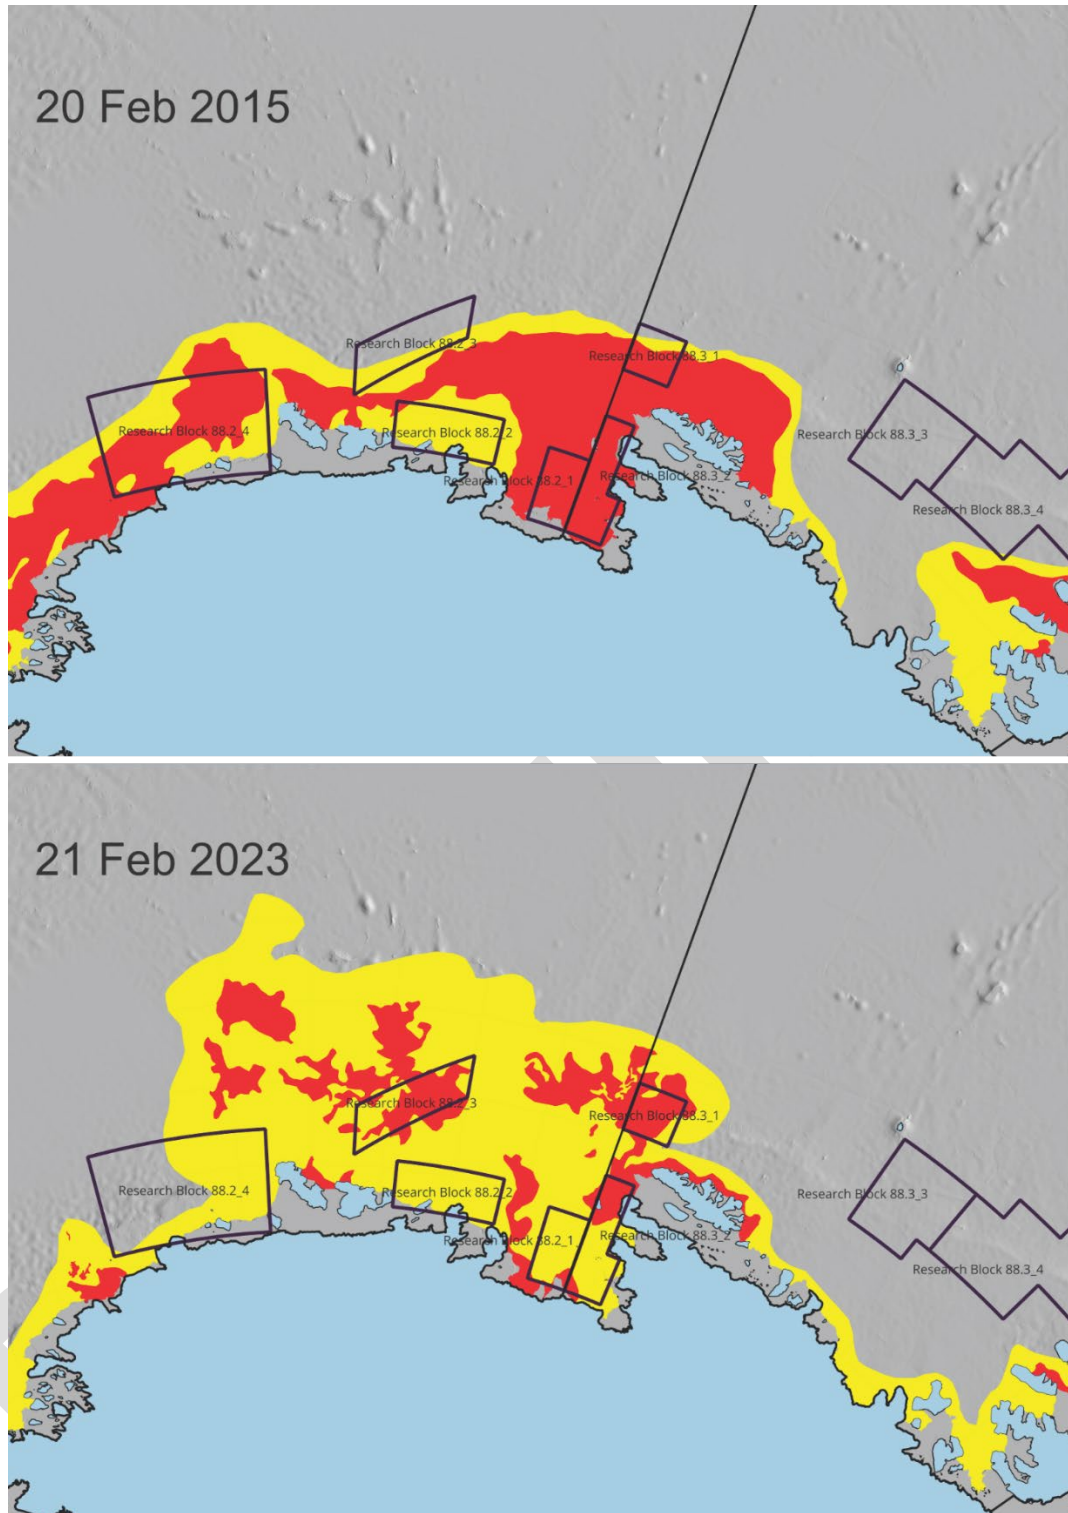 20 Feb 2015
Research Block 88.2_3
Research Block 88.3_1
Research Block 88.2_4
Research Block 88.2_2
Research Block 88.3_3
Research Block 88.2_1
Research Block 88.3_2
Research Block 88.3_4
21 Feb 2023
Research Block 88.2_3
Research Block 88.3_1
Research Block 88.2_4
Research Block 88.2_2
Research Block 88.3_3
Research Block 88.2_1
Research Block 88.3_2
Research Block 88.3_4